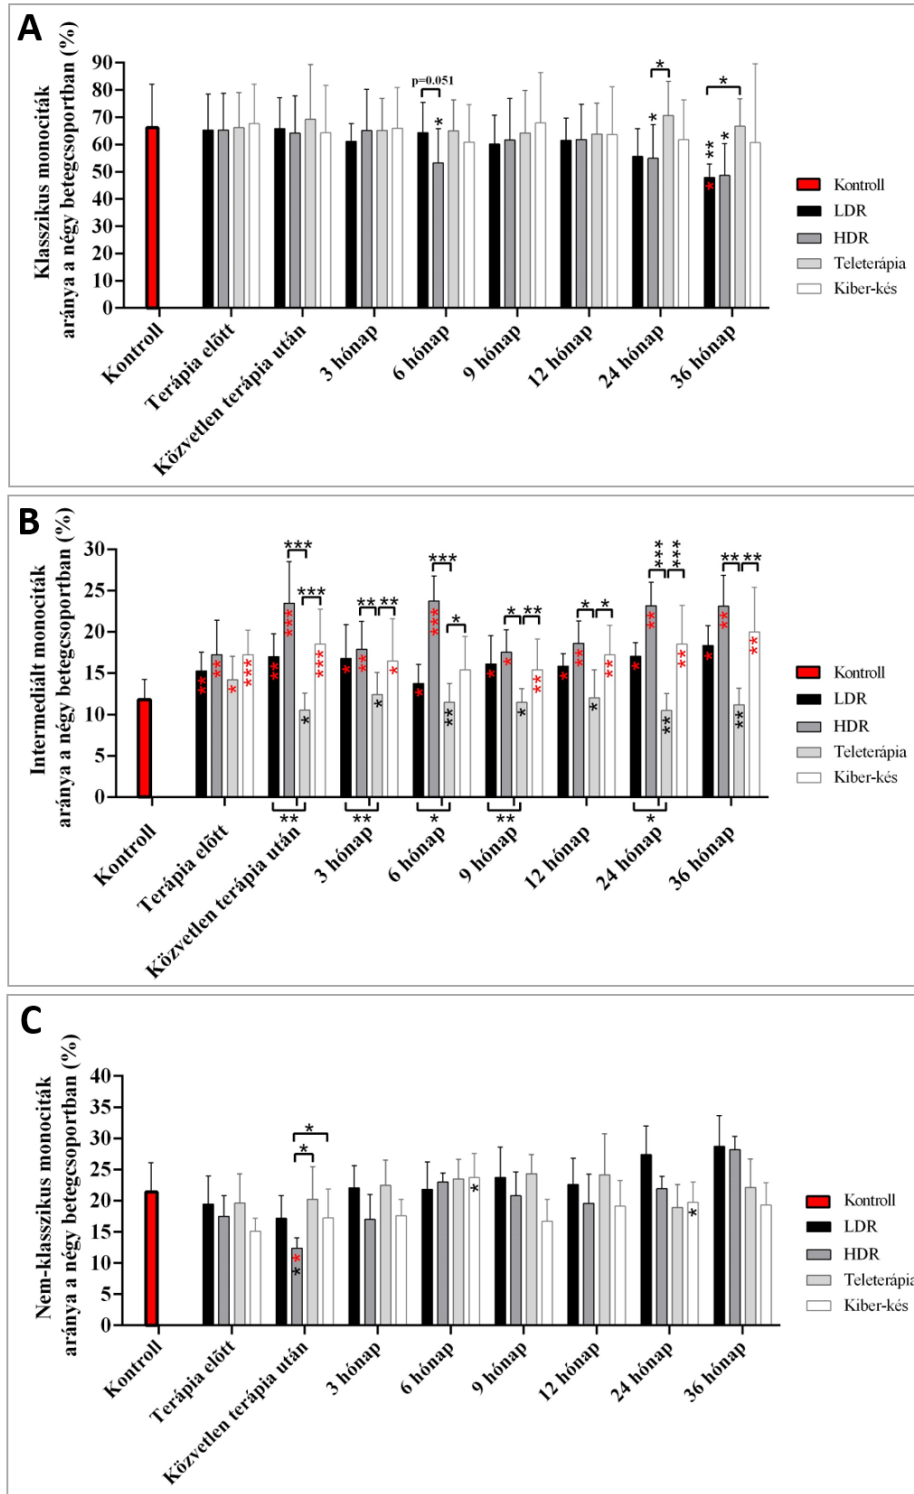 A
Klasszikus monociták
aránya a négy betegcsoportban (%)
90
80
70
60
50
40
30
20
10
0
p=0.051
*
*
*
*
*
**
*
*
Kontroll
Terápia előtt
Közvetlen terápia után
3 hónap
6 hónap
9 hónap
12 hónap
24 hónap
36 hónap
Kontroll
LDR
HDR
Teleterápia
Kiber-kés
B
Intermediált monociták
aránya a négy betegcsoportban (%)
30
25
20
15
10
5
0
*** ** *** * * *** *** ** **
*** ** * ** *
** ** * *** ** *** *** * * ** * * *** * ** * * *** * ** *** * ** ** * ** **
* * ** * * ** **
** ** * ** *
Kontroll
Terápia előtt
Közvetlen terápia után
3 hónap
6 hónap
9 hónap
12 hónap
24 hónap
36 hónap
Kontroll
LDR
HDR
Teleterápia
Kiber-kés
C
Nem-klasszikus monociták
aránya a négy betegcsoportban (%)
40
35
30
25
20
15
10
5
0
*
*
*
*
*
*
Kontroll
Terápia előtt
Közvetlen terápia után
3 hónap
6 hónap
9 hónap
12 hónap
24 hónap
36 hónap
Kontroll
LDR
HDR
Teleterápia
Kiber-kés